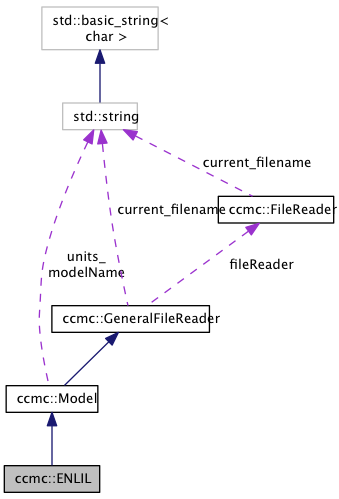 std::basic_string<
char >
std::string
current_filename
current_filename
ccmc::FileReader
units_
modelName
fileReader
ccmc::GeneralFileReader
ccmc::Model
ccmc::ENLIL